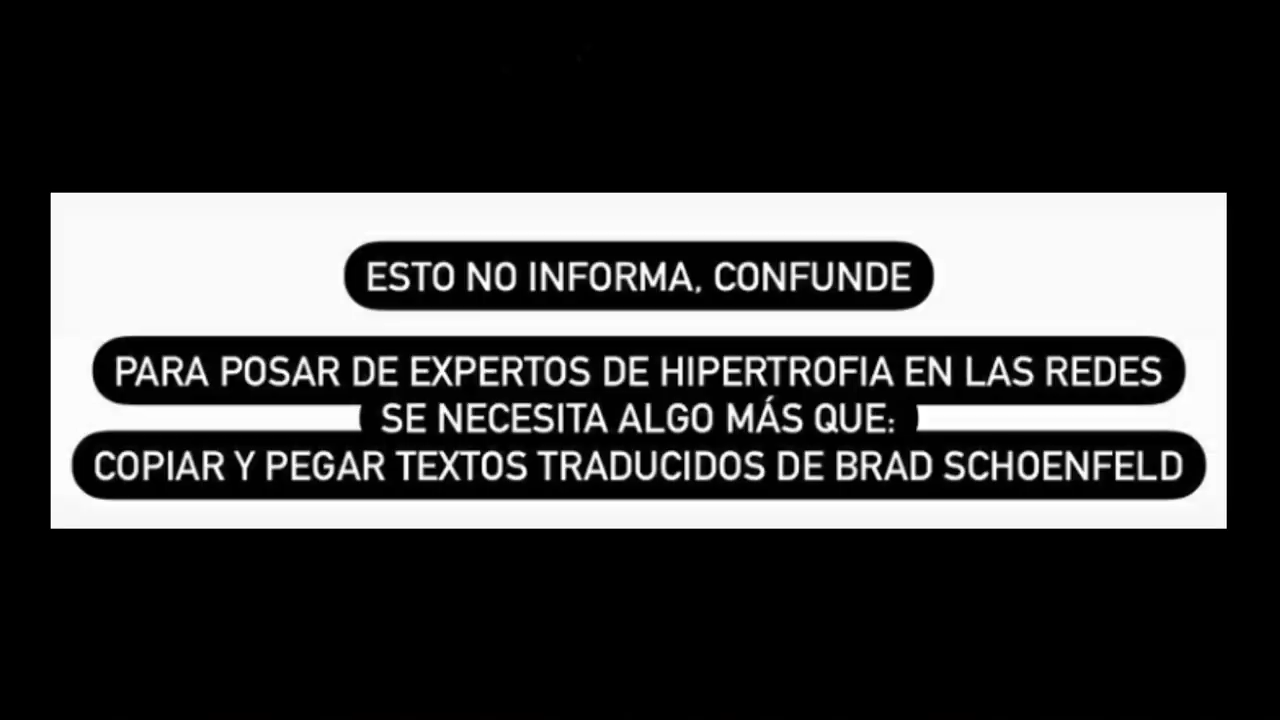 ESTO NO INFORMA, CONFUNDE
PARA POSAR DE EXPERTOS DE HIPERTROFIA EN LAS REDES
SE NECESITA ALGO MÁS QUE:
COPIAR Y PEGAR TEXTOS TRADUCIDOS DE BRAD SCHOENFELD